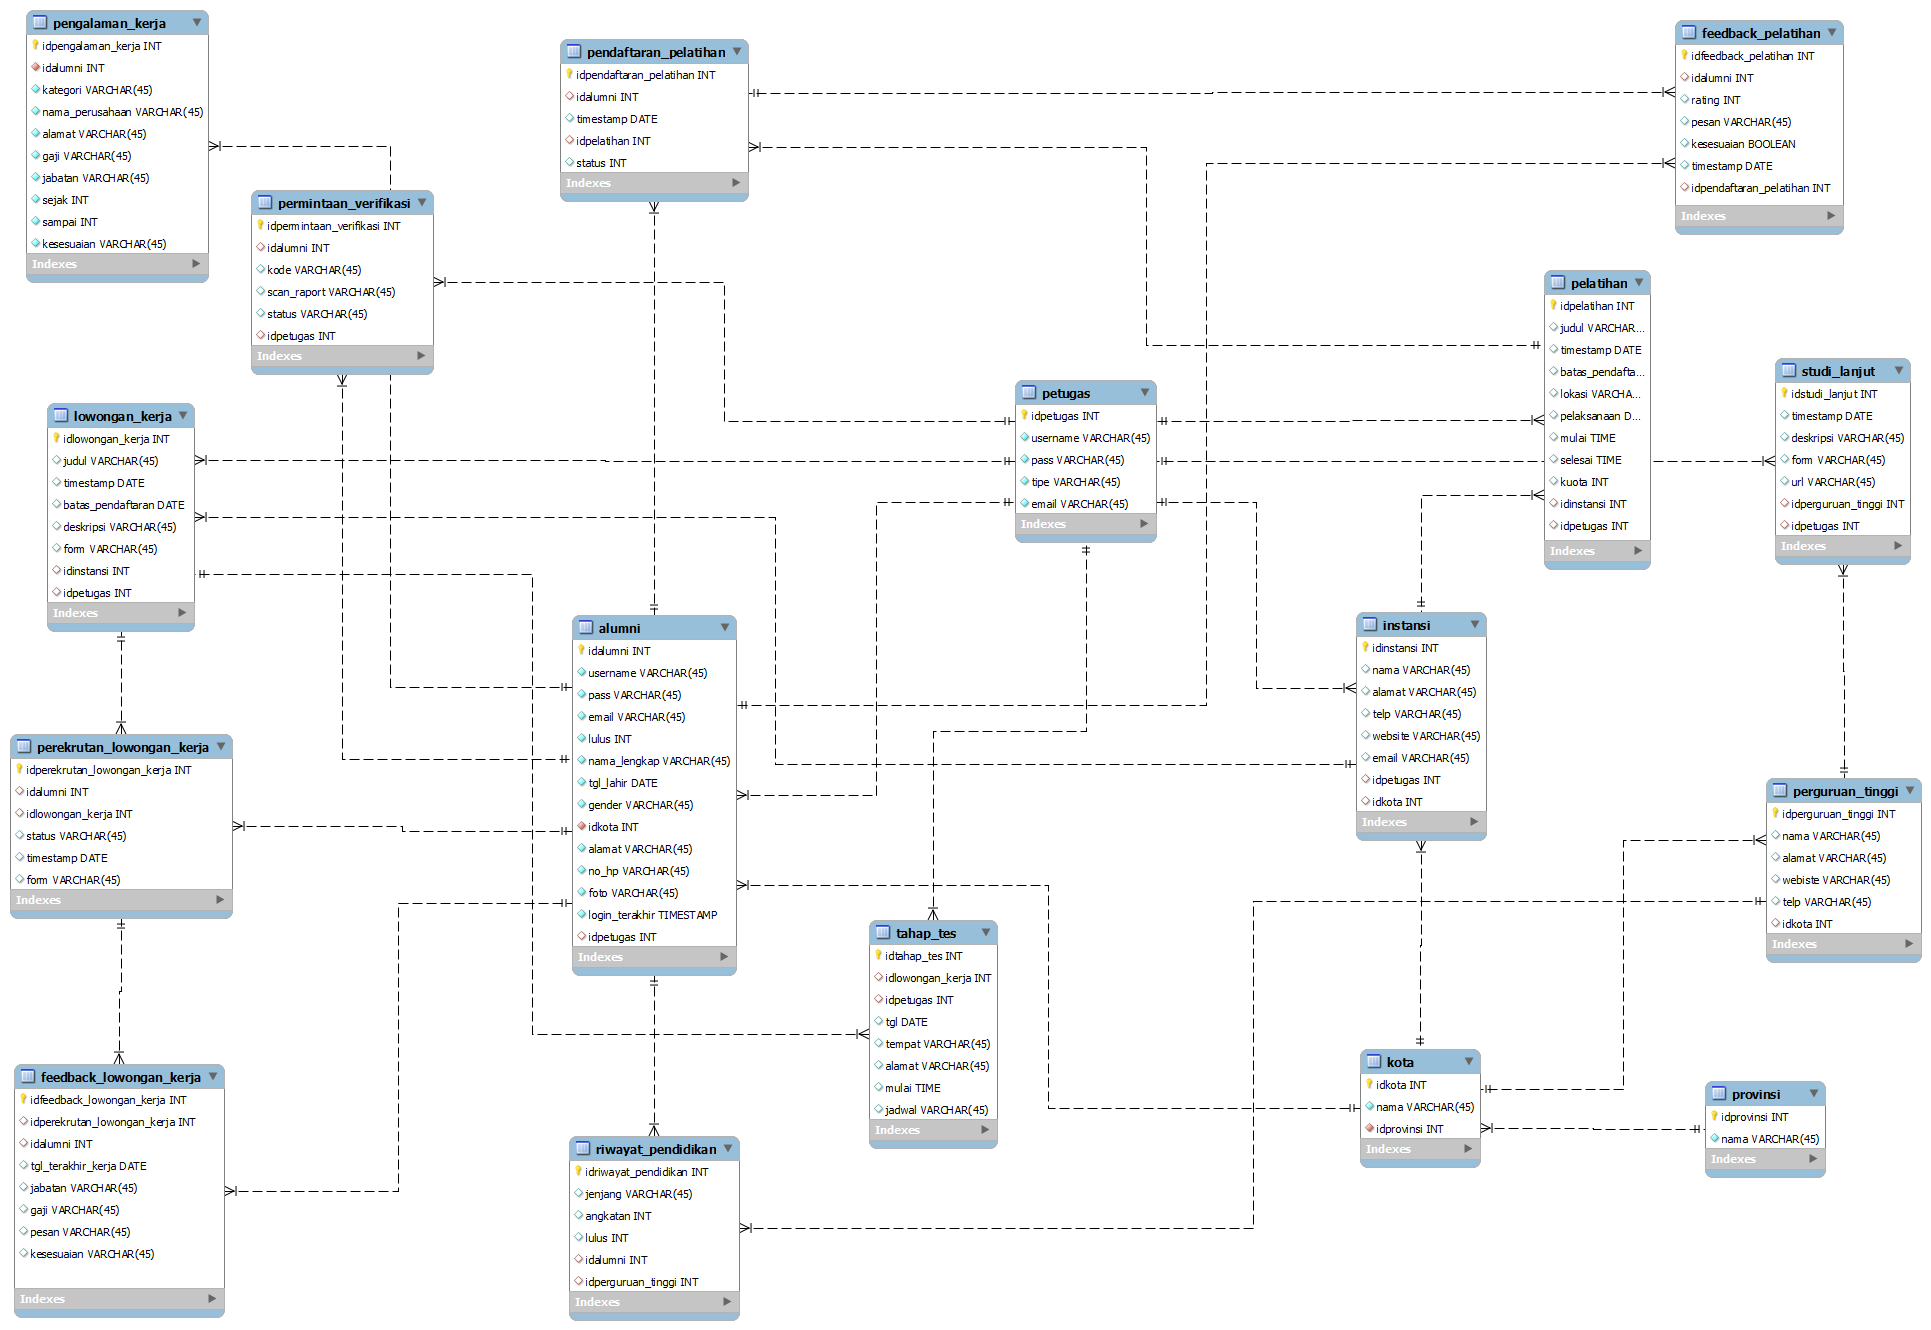 pengalaman_kerja
idpengalaman_kerja INT
idalumni INT
kategori VARCHAR(45)
nama_perusahaan VARCHAR(45)
alamat VARCHAR(45)
gaji VARCHAR(45)
jabatan VARCHAR(45)
sejak INT
sampai INT
kesesuaian VARCHAR(45)
Indexes
pendaftaran_pelatihan
idpendaftaran_pelatihan INT
idalumni INT
timestamp DATE
idpelatihan INT
status INT
Indexes
feedback_pelatihan
idfeedback_pelatihan INT
idalumni INT
rating INT
pesan VARCHAR(45)
kesesuaian BOOLEAN
timestamp DATE
idpendaftaran_pelatihan INT
Indexes
permintaan_verifikasi
idpermintaan_verifikasi INT
idalumni INT
kode VARCHAR(45)
scan_raport VARCHAR(45)
status VARCHAR(45)
idpetugas INT
Indexes
pelatihan
idpelatihan INT
judul VARCHAR...
timestamp DATE
batas_pendafta...
lokasi VARCHA...
pelaksanaan D...
mulai TIME
selesai TIME
kuota INT
idinstansi INT
idpetugas INT
Indexes
studi_lanjut
idstudi_lanjut INT
timestamp DATE
deskripsi VARCHAR(45)
form VARCHAR(45)
url VARCHAR(45)
idperguruan_tinggi INT
idpetugas INT
Indexes
petugas
idpetugas INT
username VARCHAR(45)
pass VARCHAR(45)
tipe VARCHAR(45)
email VARCHAR(45)
Indexes
lowongan_kerja
idlowongan_kerja INT
judul VARCHAR(45)
timestamp DATE
batas_pendaftaran DATE
deskripsi VARCHAR(45)
form VARCHAR(45)
idinstansi INT
idpetugas INT
Indexes
alumni
idalumni INT
username VARCHAR(45)
pass VARCHAR(45)
email VARCHAR(45)
lulus INT
nama_lengkap VARCHAR(45)
tgl_lahir DATE
gender VARCHAR(45)
idkota INT
alamat VARCHAR(45)
no_hp VARCHAR(45)
foto VARCHAR(45)
login_terakhir TIMESTAMP
idpetugas INT
Indexes
instansi
idinstansi INT
nama VARCHAR(45)
alamat VARCHAR(45)
telp VARCHAR(45)
website VARCHAR(45)
email VARCHAR(45)
idpetugas INT
idkota INT
Indexes
perekrutan_lowongan_kerja
idperekrutan_lowongan_kerja INT
idalumni INT
idlowongan_kerja INT
status VARCHAR(45)
timestamp DATE
form VARCHAR(45)
Indexes
perguruan_tinggi
idperguruan_tinggi INT
nama VARCHAR(45)
alamat VARCHAR(45)
webiste VARCHAR(45)
telp VARCHAR(45)
idkota INT
Indexes
tahap_tes
idtahap_tes INT
idlowongan_kerja INT
idpetugas INT
tgl DATE
tempat VARCHAR(45)
alamat VARCHAR(45)
mulai TIME
jadwal VARCHAR(45)
Indexes
kota
idkota INT
nama VARCHAR(45)
idprovinsi INT
Indexes
provinsi
idprovinsi INT
nama VARCHAR(45)
Indexes
feedback_lowongan_kerja
idfeedback_lowongan_kerja INT
idperekrutan_lowongan_kerja INT
idalumni INT
tgl_terakhir_kerja DATE
jabatan VARCHAR(45)
gaji VARCHAR(45)
pesan VARCHAR(45)
kesesuaian VARCHAR(45)
Indexes
riwayat_pendidikan
idriwayat_pendidikan INT
jenjang VARCHAR(45)
angkatan INT
lulus INT
idalumni INT
idperguruan_tinggi INT
Indexes